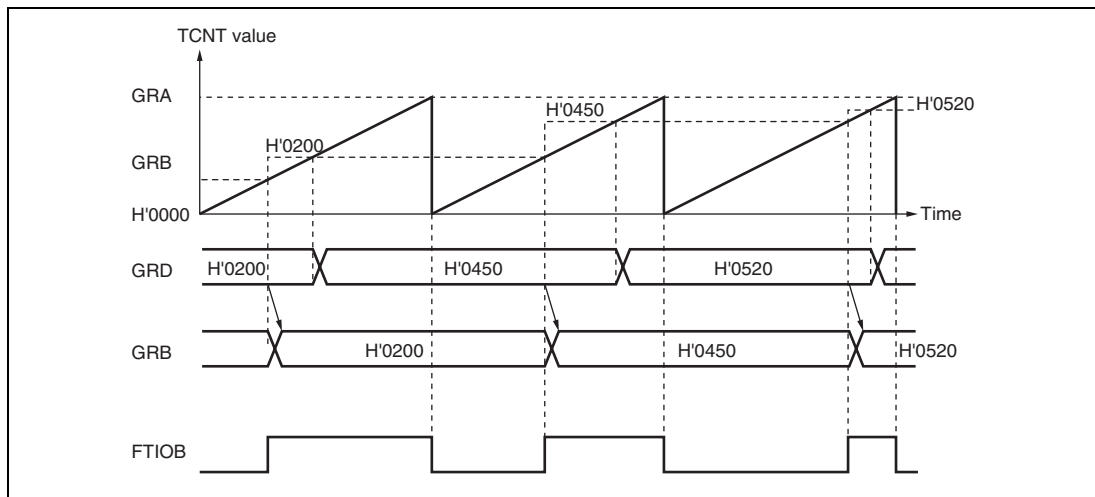 TCNT value
GRA
H'0450
H'0520
H'0200
GRB
H'0000
Time
GRD
H'0200
H'0450
H'0520
GRB
H'0200
H'0450
H'0520
FTIOB